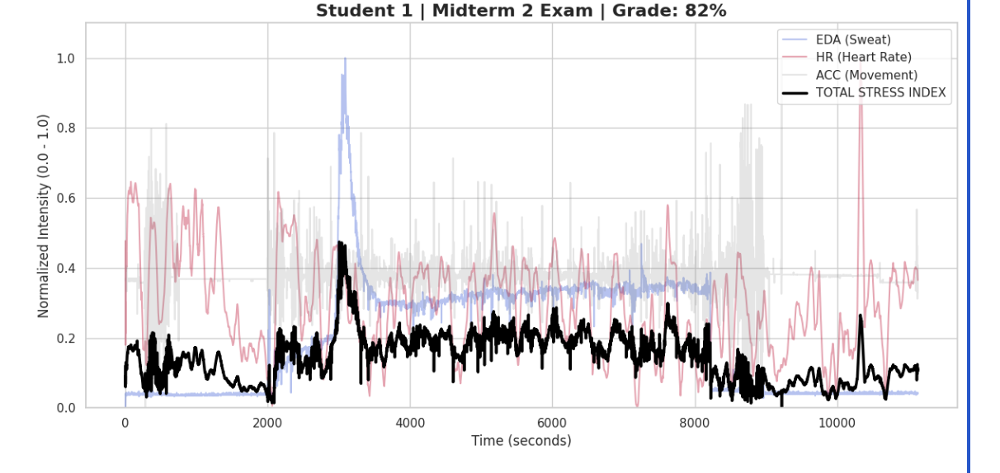 Student 1 | Midterm 2 Exam | Grade: 82%
EDA (Sweat)
HR (Heart Rate)
ACC (Movement)
TOTAL STRESS INDEX
Normalized Intensity (0.0 - 1.0)
1.0
0.8
0.6
0.4
0.2
0.0
0 2000 4000 6000 8000 10000
Time (seconds)